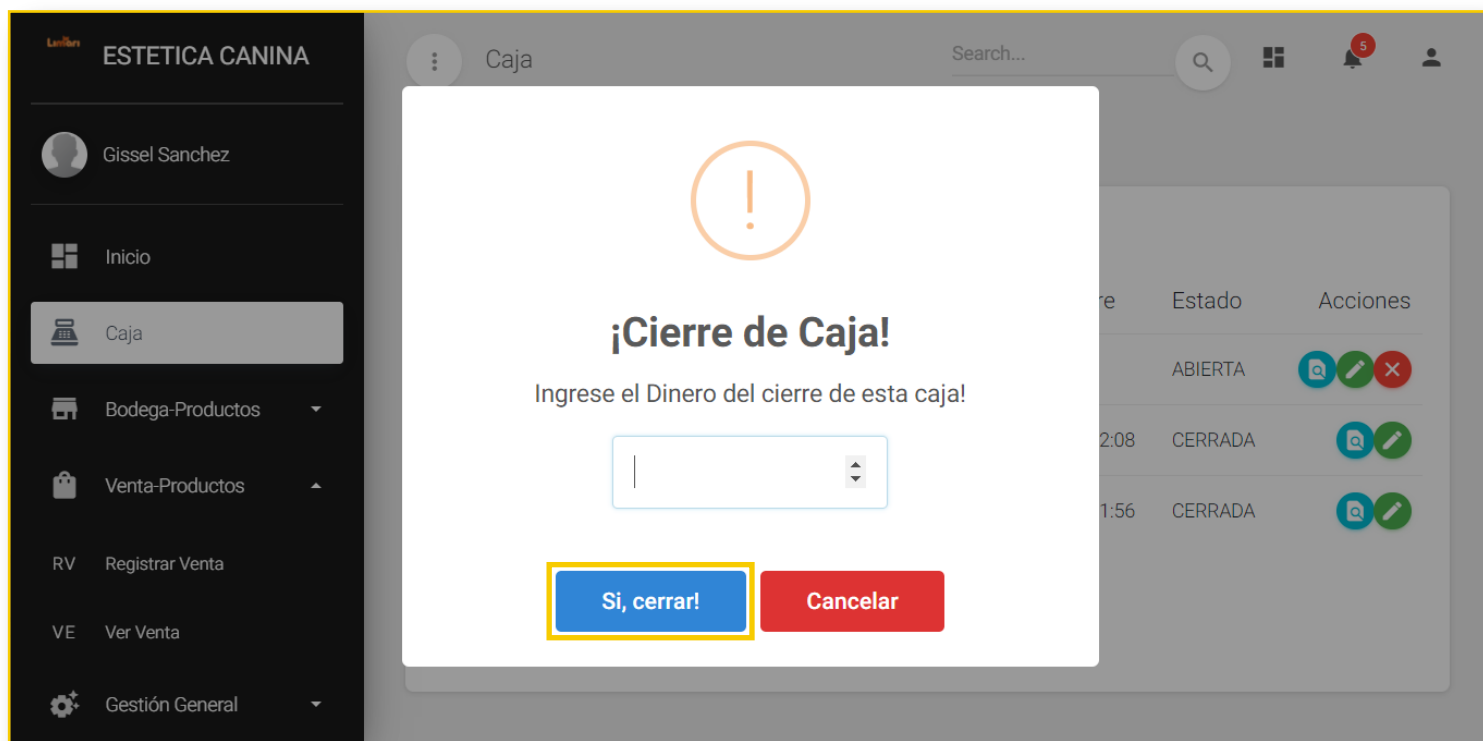 ESTETICA CANINA
Gissel Sanchez
Inicio
Caja
Bodega-Productos
Venta-Productos
RV Registrar Venta
VE Ver Venta
Gestión General
Caja
Search...
5
¡Cierre de Caja!
Ingrese el Dinero del cierre de esta caja!
Si, cerrar!
Cancelar
re Estado Acciones
ABIERTA
2:08 CERRADA
1:56 CERRADA